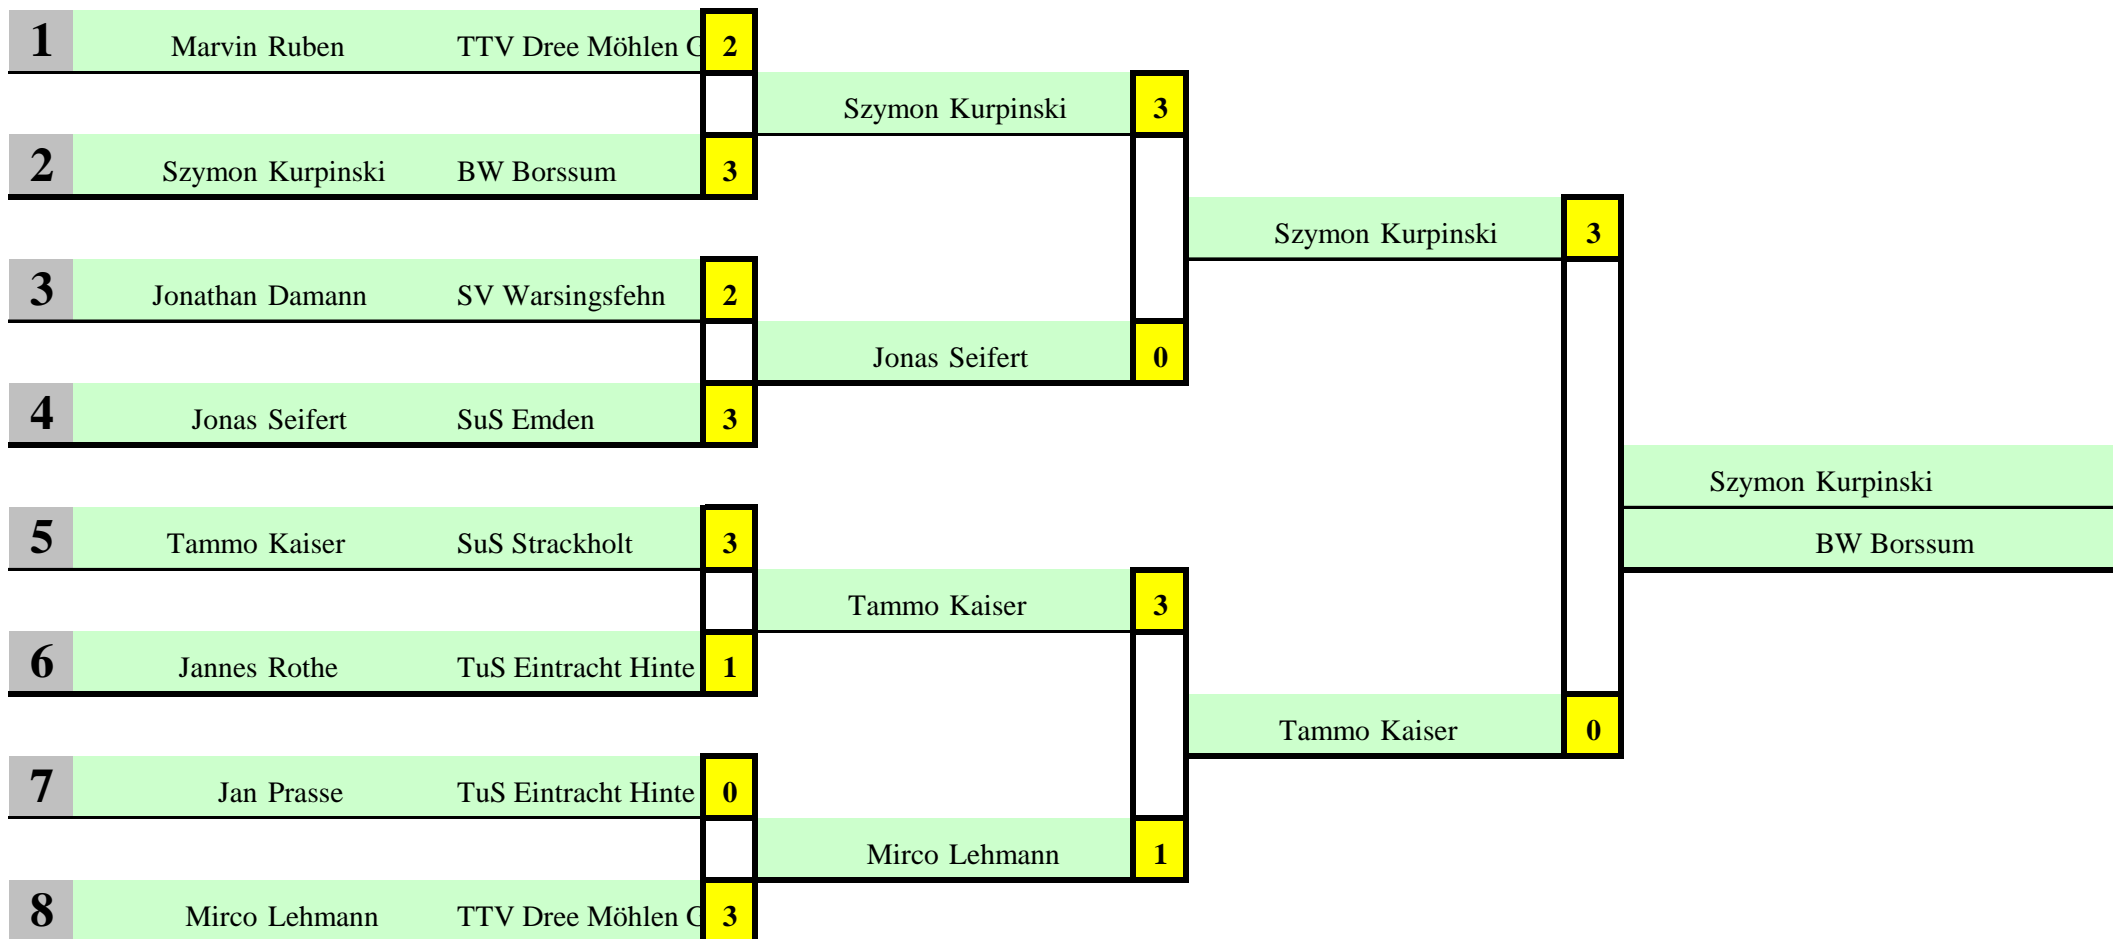 1 Marvin Ruben TTV Dree Möhlen 2
Szymon Kurpinski 3
2 Szymon Kurpinski BW Borssum 3
Szymon Kurpinski 3
3 Jonathan Damann SV Warsingsfehn 2
Jonas Seifert 0
4 Jonas Seifert SuS Emden 3
Szymon Kurpinski
5 Tammo Kaiser SuS Strackholt 3
BW Borssum
Tammo Kaiser 3
6 Jannes Rothe TuS Eintracht Hinte 1
Tammo Kaiser 0
7 Jan Prasse TuS Eintracht Hinte 0
Mirco Lehmann 1
8 Mirco Lehmann TTV Dree Möhlen 3